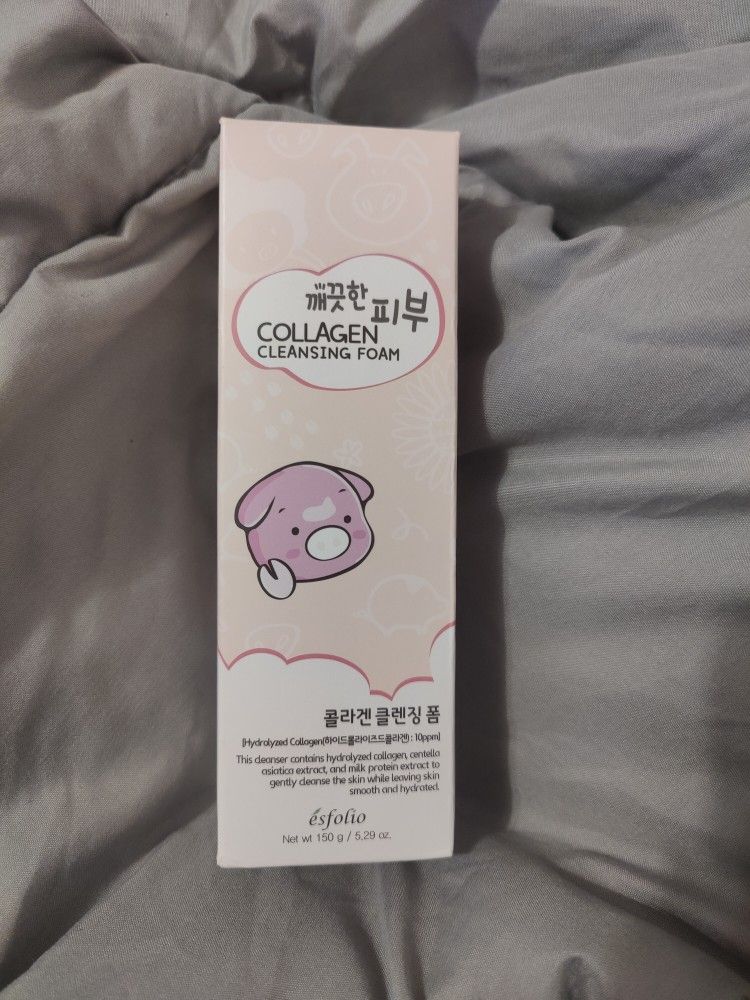 깨끗한 피부
COLLAGEN
CLEANSING FOAM
콜라겐 클렌징 폼
[Hydrolyzed Collagen(하이드롤라이즈드콜라겐) : 10ppm]
This cleanser contains hydrolyzed collagen, centella
asiatica extract, and milk protein extract to
gently cleanse the skin while leaving skin
smooth and hydrated.
esfolio
Net wt 150 g / 5.29 oz.